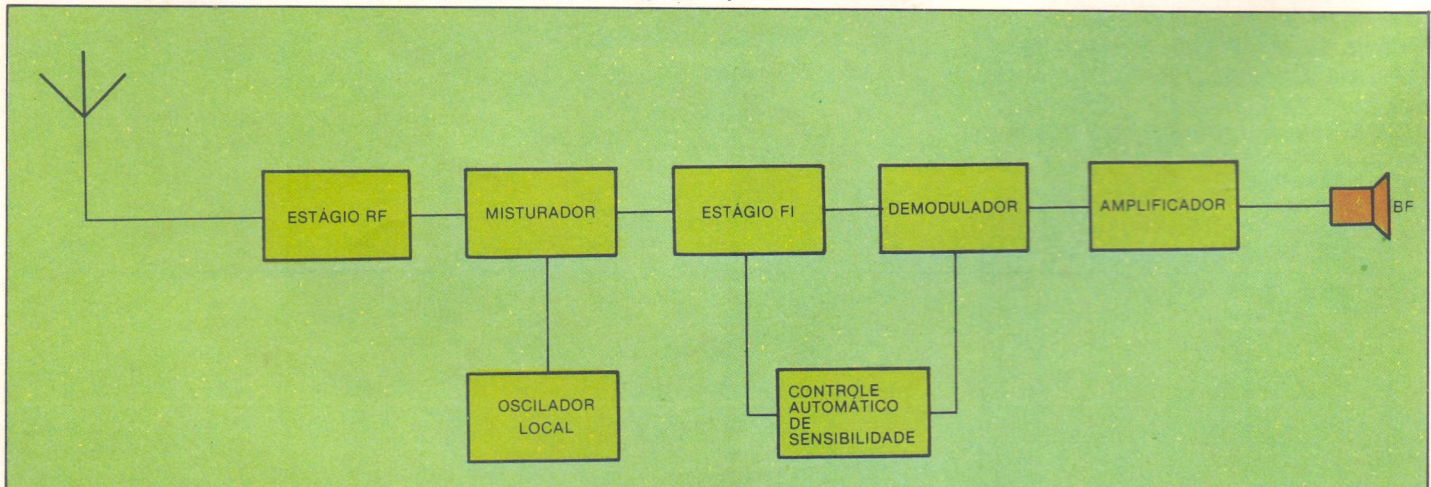 ESTÁGIO RF
MISTURADOR
ESTÁGIO FI
DEMODULADOR
AMPLIFICADOR
BF
OSCILADOR
LOCAL
CONTROLE
AUTOMÁTICO
DE
SENSIBILIDADE